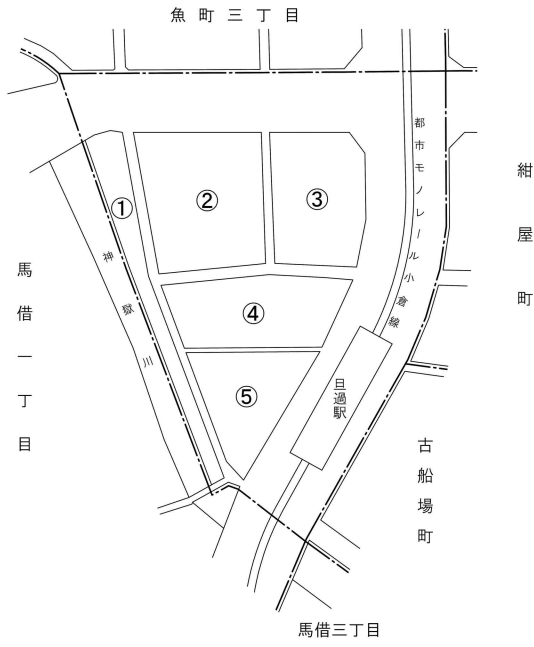 魚町三丁目
都市モノレール小倉線
紺屋町
①
②
③
神獄川
馬借一丁目
④
⑤
旦過駅
古船場町
馬借三丁目